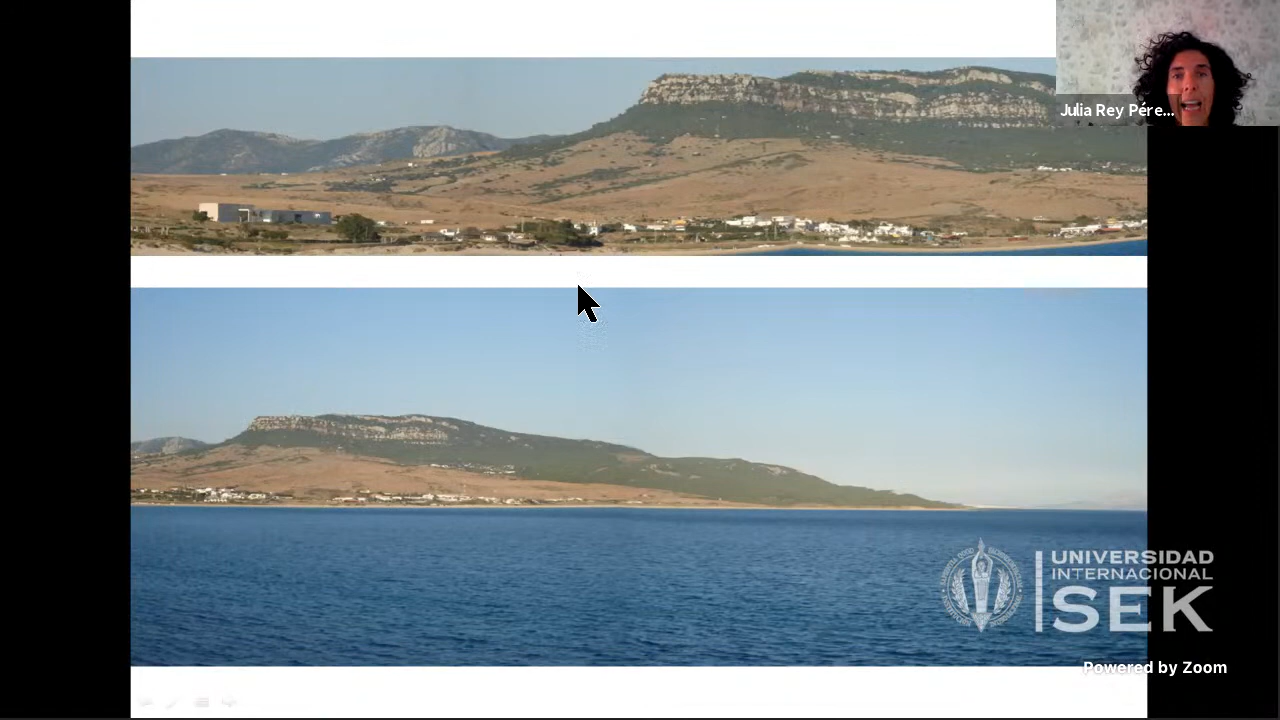 Julia Rey Pére...
UNIVERSIDAD
INTERNACIONAL
SEK
Powered by Zoom